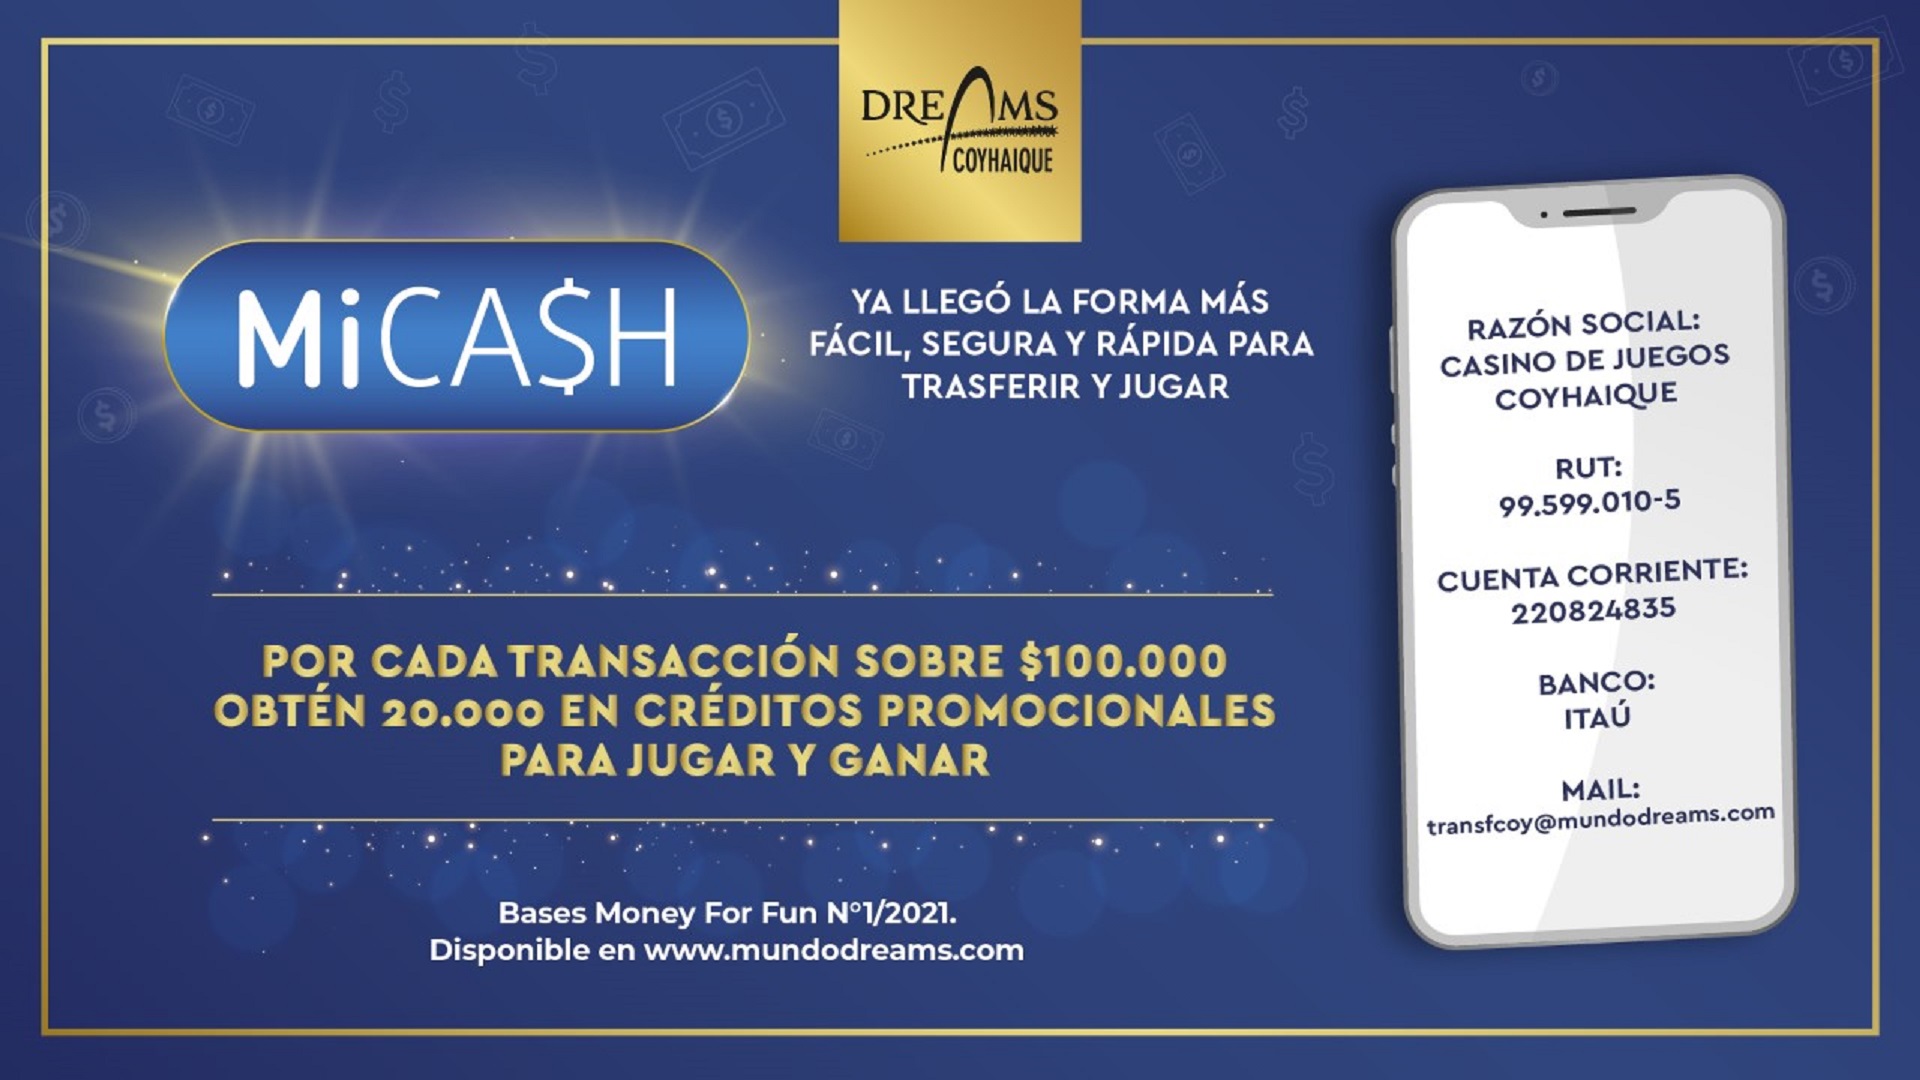 DREAMS
COYHAIQUE
MiCA$H
YA LLEGÓ LA FORMA MÁS
FÁCIL, SEGURA Y RÁPIDA PARA
TRASFERIR Y JUGAR
POR CADA TRANSACCIÓN SOBRE $100.000
OBTÉN 20.000 EN CRÉDITOS PROMOCIONALES
PARA JUGAR Y GANAR
Bases Money For Fun N°1/2021.
Disponible en www.mundodreams.com
RAZÓN SOCIAL:
CASINO DE JUEGOS
COYHAIQUE
RUT:
99.599.010-5
CUENTA CORRIENTE:
220824835
BANCO:
ITAÚ
MAIL:
transfcoy@mundodreams.com